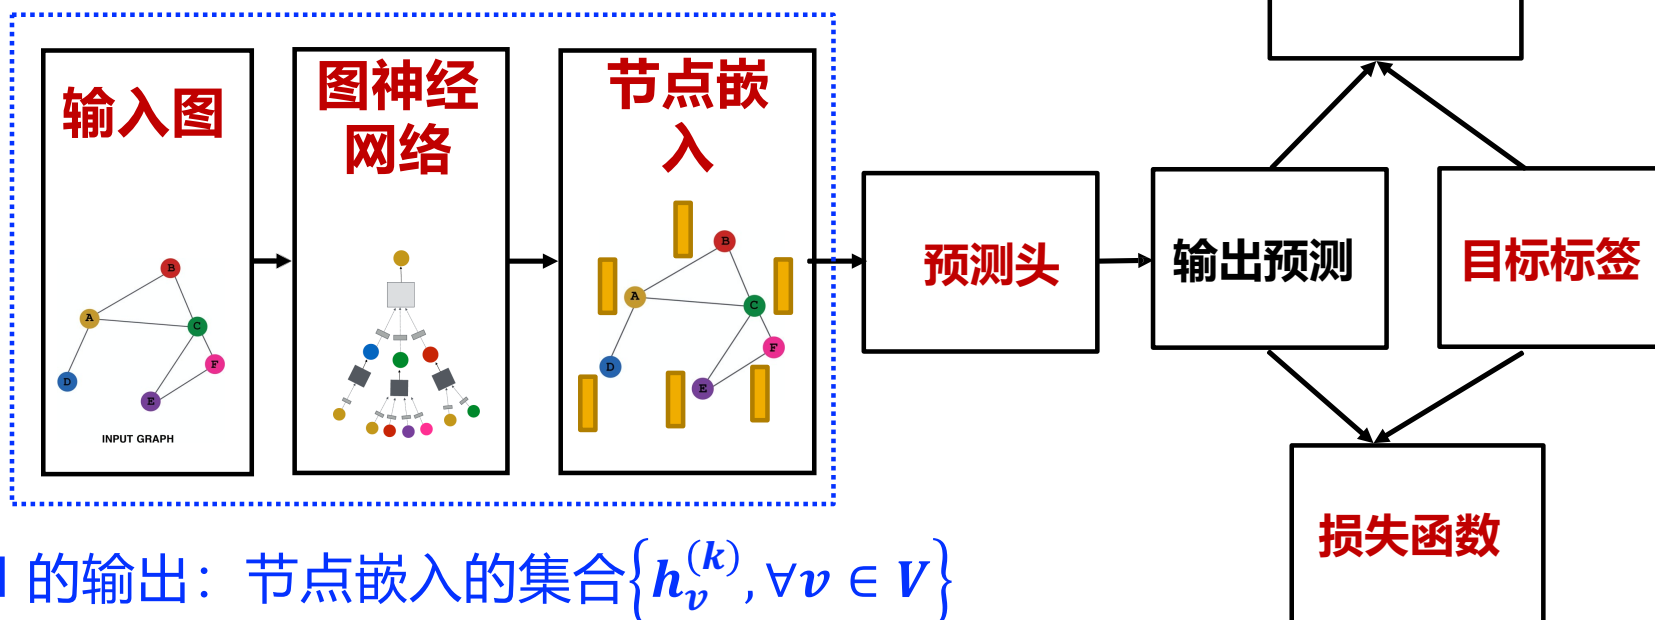 输入图
B
A
C
F
D
E
INPUT GRAPH
图神经
网络
节点嵌
入
B
A
C
F
D
E
预测头
输出预测
目标标签
损失函数
的输出：节点嵌入的集合{h_v^{(k)}, ∀v ∈ V}